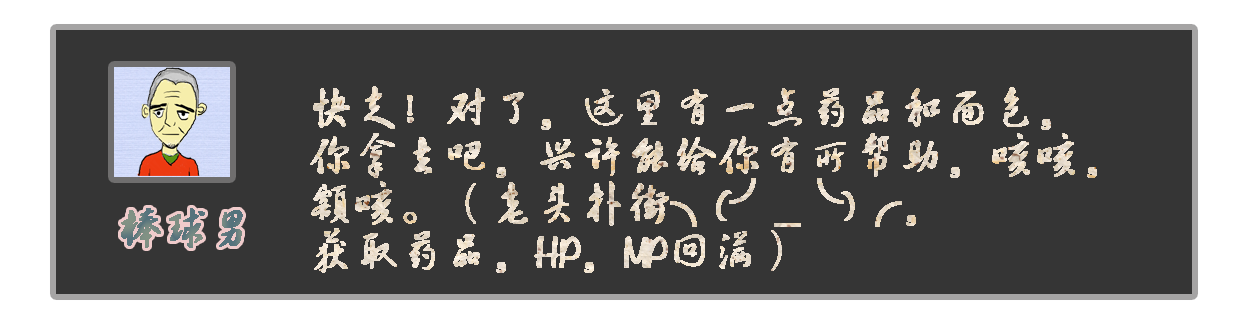 快走！对了，这里有一点药品和面包，
你拿去吧，兴许能给你有所帮助，咳咳，
额咳。（老头扑街╮(╯▽╰)╭，
获取药品，HP，MP回满）
棒球男